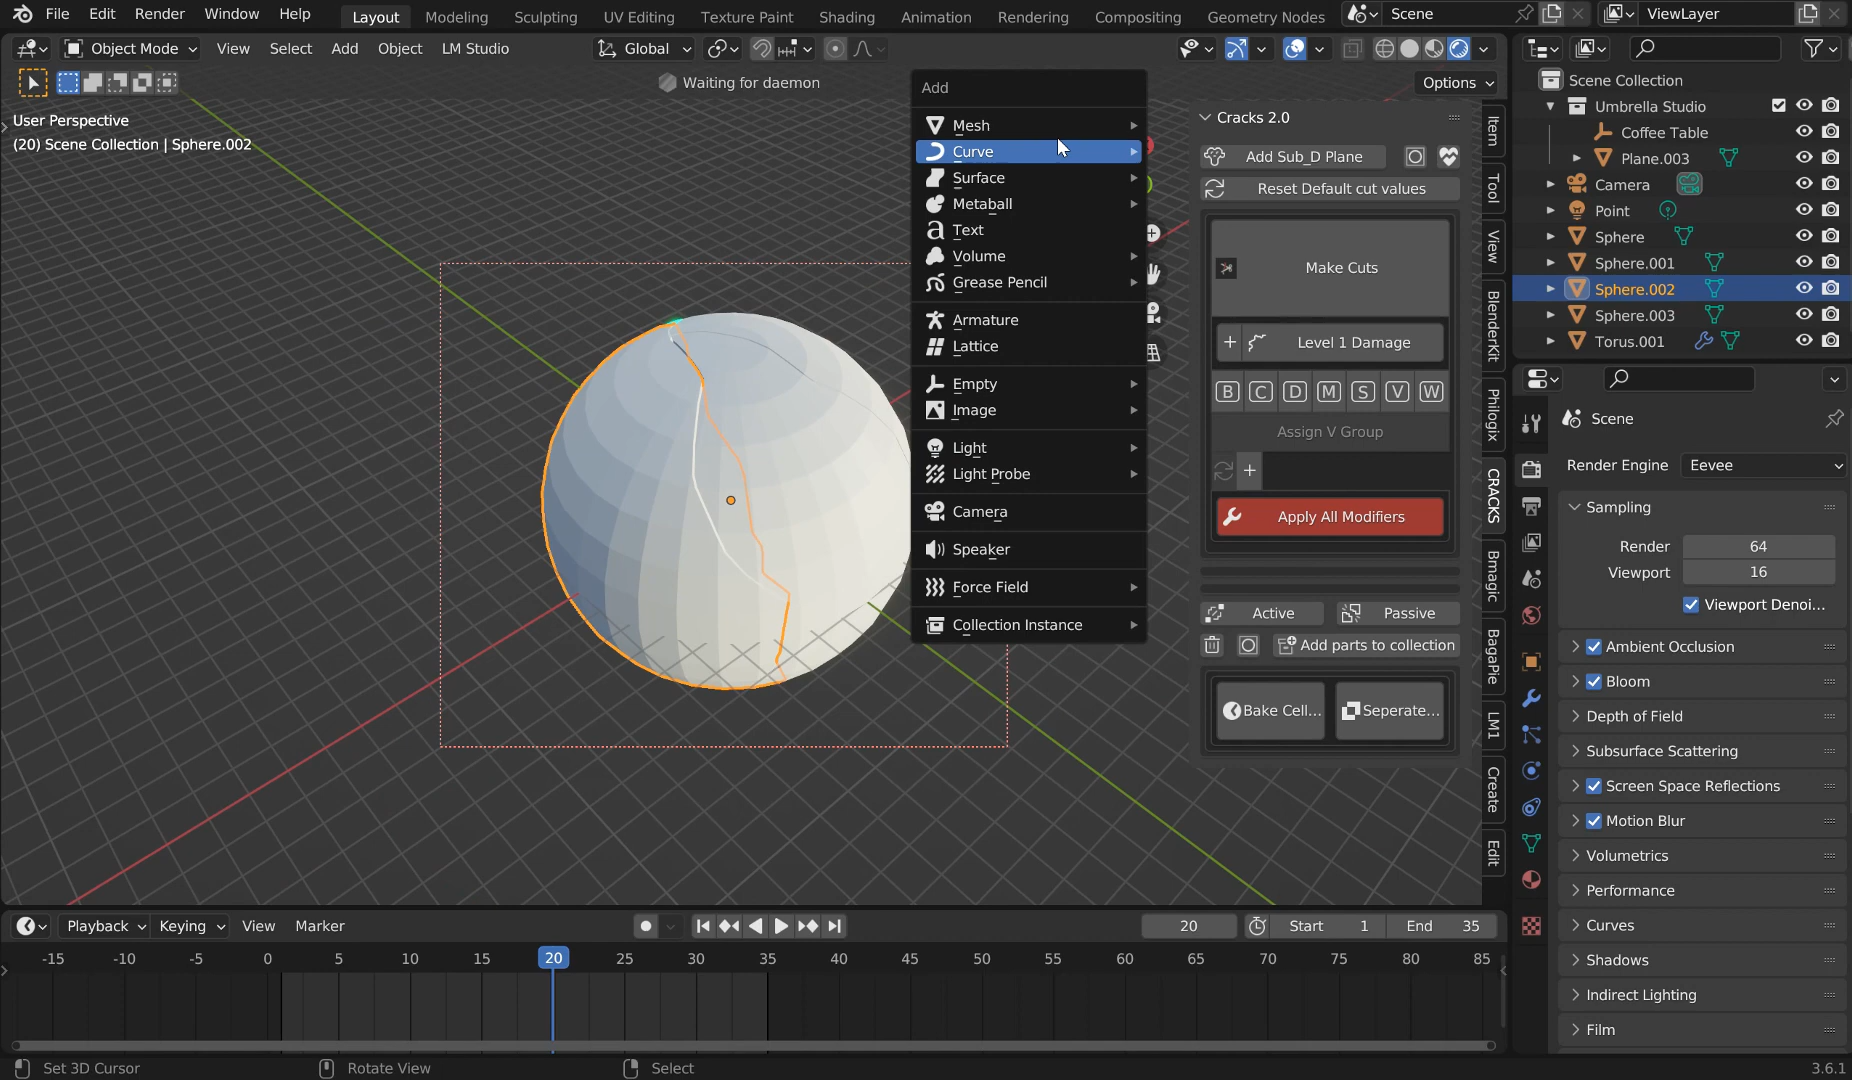 File Edit Render Window Help Layout Modeling Sculpting UV Editing Texture Paint Shading Animation Rendering Compositing Geometry Nodes Scene ViewLayer
Object Mode View Select Add Object LM Studio Global
Waiting for daemon Options
User Perspective
(20) Scene Collection | Sphere.002
Add
Mesh
Curve
Surface
Metaball
Text
Volume
Grease Pencil
Armature
Lattice
Empty
Image
Light
Light Probe
Camera
Speaker
Force Field
Collection Instance
Cracks 2.0
Add Sub_D Plane
Reset Default cut values
Make Cuts
Level 1 Damage
B C D M S V W
Assign V Group
Apply All Modifiers
Active Passive
Add parts to collection
Bake Cell... Seperate...
Item
Tool
View
BlenderKit
Philogix
CRACKS
Bmagic
BagaPie
LM1
Create
Edit
Scene Collection
Umbrella Studio
Coffee Table
Plane.003
Camera
Point
Sphere
Sphere.001
Sphere.002
Sphere.003
Torus.001
Scene
Render Engine Eevee
Sampling
Render 64
Viewport 16
Viewport Denoi...
Ambient Occlusion
Bloom
Depth of Field
Subsurface Scattering
Screen Space Reflections
Motion Blur
Volumetrics
Performance
Curves
Shadows
Indirect Lighting
Film
Playback Keying View Marker 20 Start 1 End 35
-15 -10 -5 0 5 10 15 20 25 30 35 40 45 50 55 60 65 70 75 80 85
Set 3D Cursor Rotate View Select 3.6.1